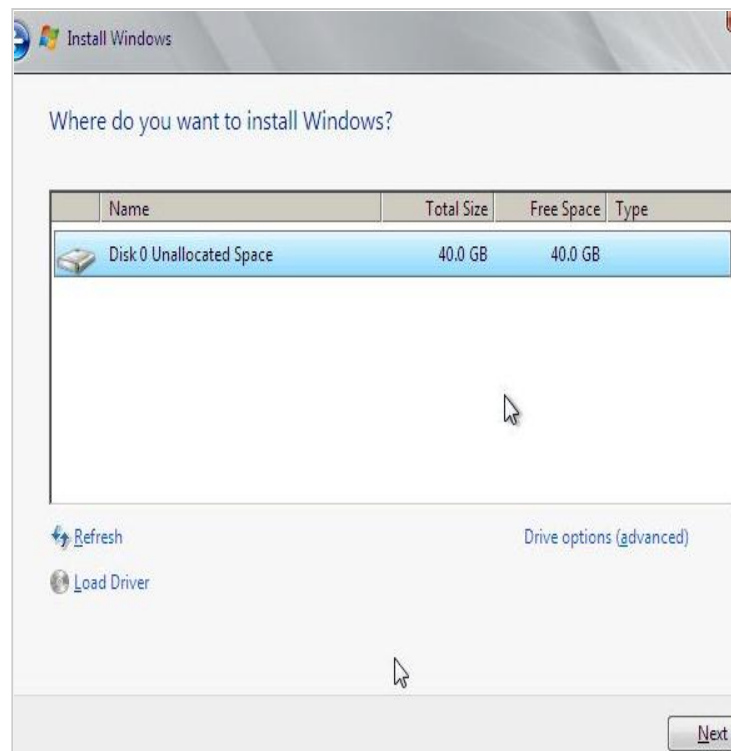 Install Windows
Where do you want to install Windows?
Name Total Size Free Space Type
Disk 0 Unallocated Space 40.0 GB 40.0 GB
Refresh Drive options (advanced)
Load Driver
Next